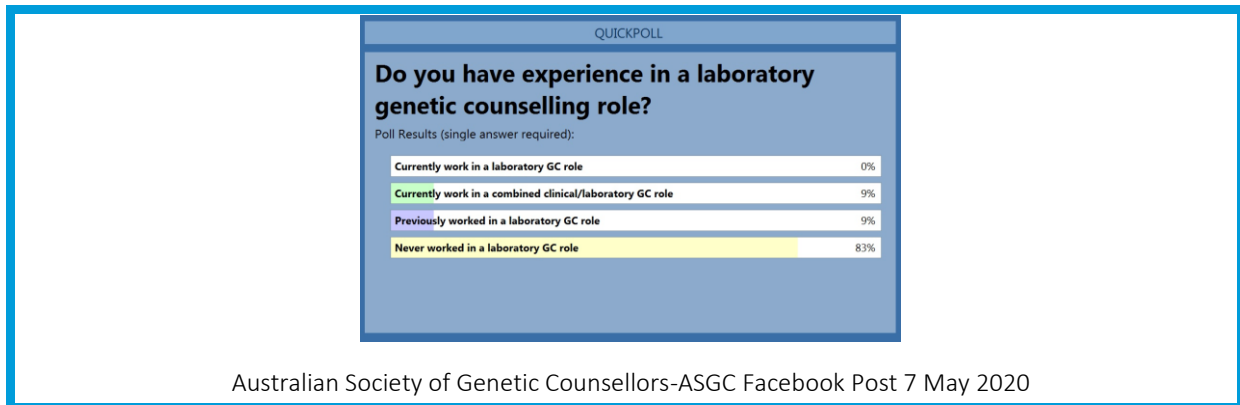 QUICKPOLL
Do you have experience in a laboratory
genetic counselling role?
Poll Results (single answer required):
Currently work in a laboratory GC role 0%
Currently work in a combined clinical/laboratory GC role 9%
Previously worked in a laboratory GC role 9%
Never worked in a laboratory GC role 83%
Australian Society of Genetic Counsellors-ASGC Facebook Post 7 May 2020